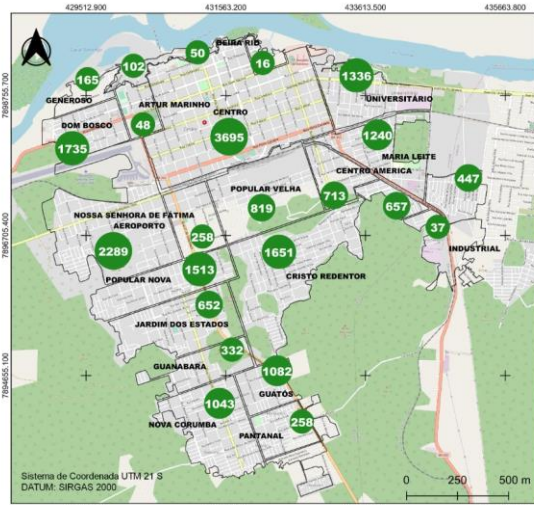 429512.900 431563.200 433613.500 435663.800
7898755.700
7896705.400
7894655.100
BEIRA RIO
50
16
102
165
1336
GENEROSO
ARTUR MARINHO
UNIVERSITÁRIO
48
CENTRO
DOM BOSCO
3695
1240
1735
MARIA LEITE
CENTRO AMERICA
447
POPULAR VELHA
713
819
657
NOSSA SENHORA DE FÁTIMA
AEROPORTO
258
37
2289
1651
INDUSTRIAL
1513
CRISTO REDENTOR
POPULAR NOVA
652
JARDIM DOS ESTADOS
332
GUANABARA
1082
GUATÓS
1043
NOVA CORUMBA
258
PANTANAL
Sistema de Coordenada UTM 21 S
DATUM: SIRGAS 2000
0 250 500 m